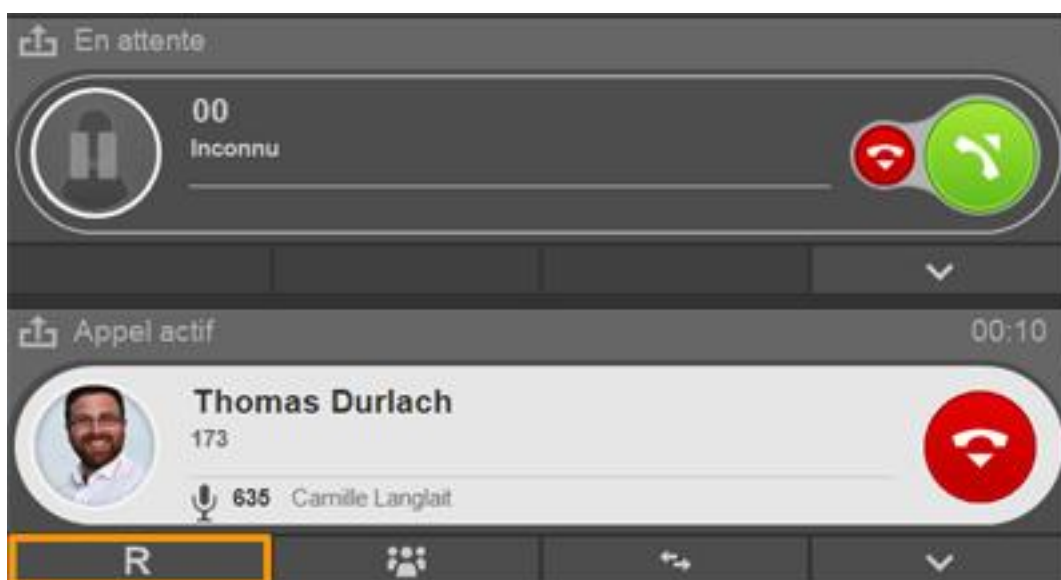 En attente
00
Inconnu
Appel actif 00:10
Thomas Durlach
173
635 Camille Langlait
R